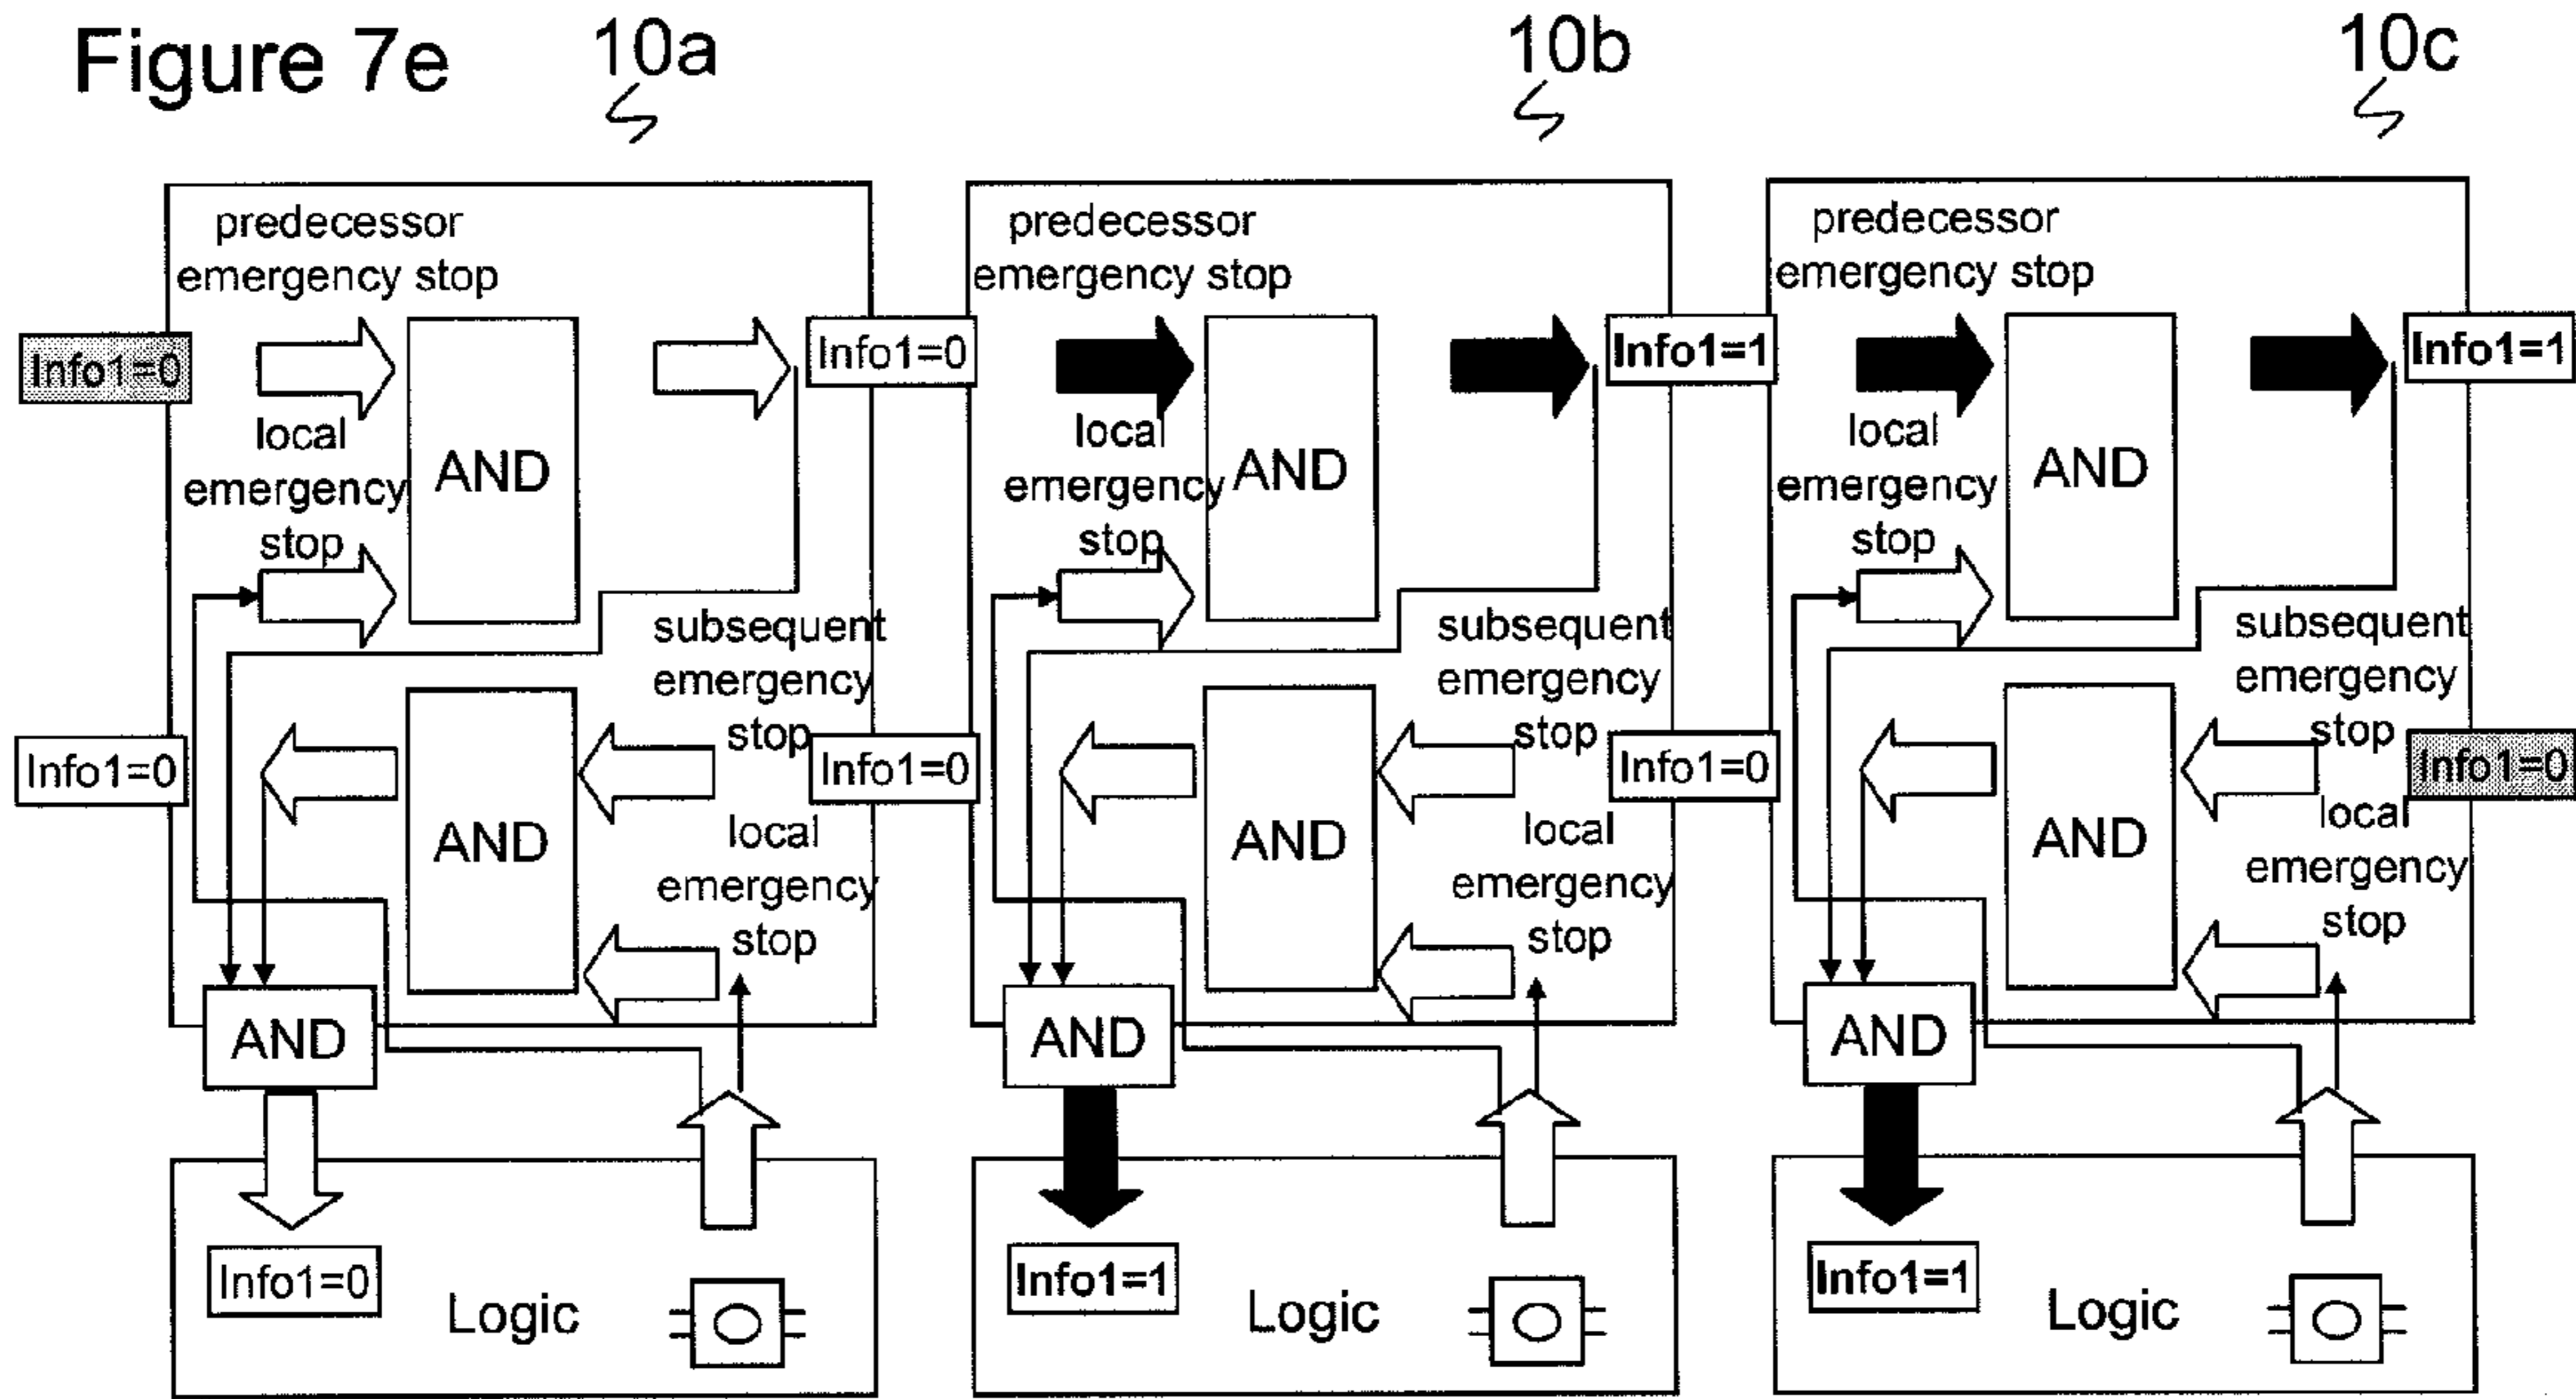 Figure 7e
10a
10b
10c
predecessor
emergency stop
Info1=0
local
emergency
stop
AND
Info1=0
subsequent
emergency
stop
Info1=0
AND
Info1=0
local
emergency
stop
AND
Info1=0
Logic
predecessor
emergency stop
local
emergency
stop
AND
Info1=1
subsequent
emergency
stop
AND
Info1=0
local
emergency
stop
AND
Info1=1
Logic
predecessor
emergency stop
local
emergency
stop
AND
Info1=1
subsequent
emergency
stop
AND
Info1=0
local
emergency
stop
AND
Info1=1
Logic